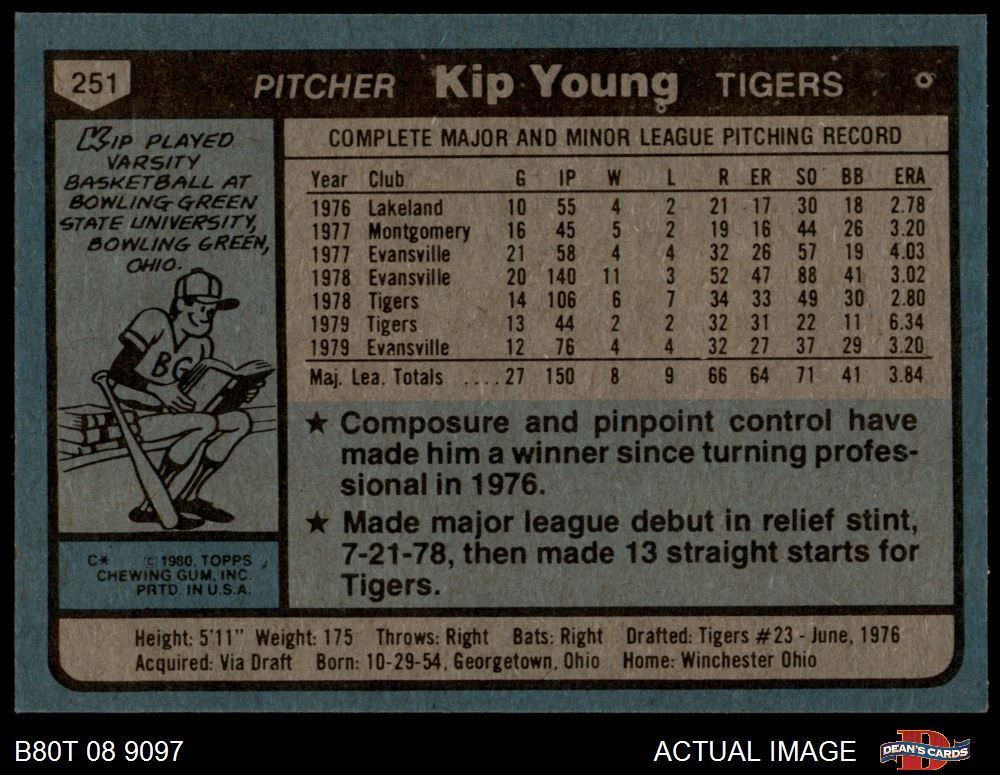 251 PITCHER Kip Young TIGERS
KIP PLAYED
VARSITY
BASKETBALL AT
BOWLING GREEN
STATE UNIVERSITY,
BOWLING GREEN,
OHIO.
BG
C* © 1980, TOPPS
CHEWING GUM, INC.
PRTD. IN U.S.A.
COMPLETE MAJOR AND MINOR LEAGUE PITCHING RECORD
Year Club G IP W L R ER SO BB ERA
1976 Lakeland 10 55 4 2 21 17 30 18 2.78
1977 Montgomery 16 45 5 2 19 16 44 26 3.20
1977 Evansville 21 58 4 4 32 26 57 19 4.03
1978 Evansville 20 140 11 3 52 47 88 41 3.02
1978 Tigers 14 106 6 7 34 33 49 30 2.80
1979 Tigers 13 44 2 2 32 31 22 11 6.34
1979 Evansville 12 76 4 4 32 27 37 29 3.20
Maj. Lea. Totals ....27 150 8 9 66 64 71 41 3.84
★ Composure and pinpoint control have
made him a winner since turning profes-
sional in 1976.
★ Made major league debut in relief stint,
7-21-78, then made 13 straight starts for
Tigers.
Height: 5'11" Weight: 175 Throws: Right Bats: Right Drafted: Tigers #23 - June, 1976
Acquired: Via Draft Born: 10-29-54, Georgetown, Ohio Home: Winchester Ohio
B80T 08 9097 ACTUAL IMAGE DEAN'S CARDS